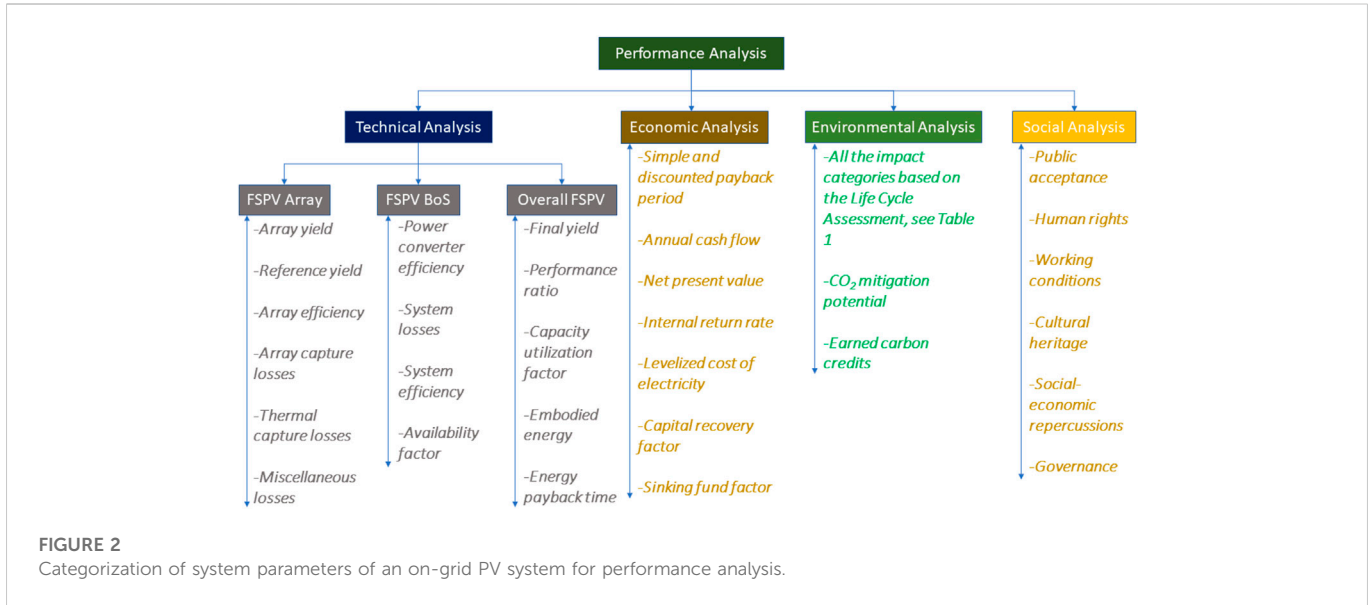 Performance Analysis
Technical Analysis
Economic Analysis
Environmental Analysis
Social Analysis
FSPV Array
-Array yield
-Reference yield
-Array efficiency
-Array capture
losses
-Thermal
capture losses
-Miscellaneous
losses
FSPV BoS
-Power
converter
efficiency
-System
losses
-System
efficiency
-Availability
factor
Overall FSPV
-Final yield
-Performance
ratio
-Capacity
utilization
factor
-Embodied
energy
-Energy
payback time
-Simple and
discounted payback
period
-Annual cash flow
-Net present value
-Internal return rate
-Levelized cost of
electricity
-Capital recovery
factor
-Sinking fund factor
-All the impact
categories based on
the Life Cycle
Assessment, see Table
1
-CO₂ mitigation
potential
-Earned carbon
credits
-Public
acceptance
-Human rights
-Working
conditions
-Cultural
heritage
-Social-
economic
repercussions
-Governance
FIGURE 2
Categorization of system parameters of an on-grid PV system for performance analysis.